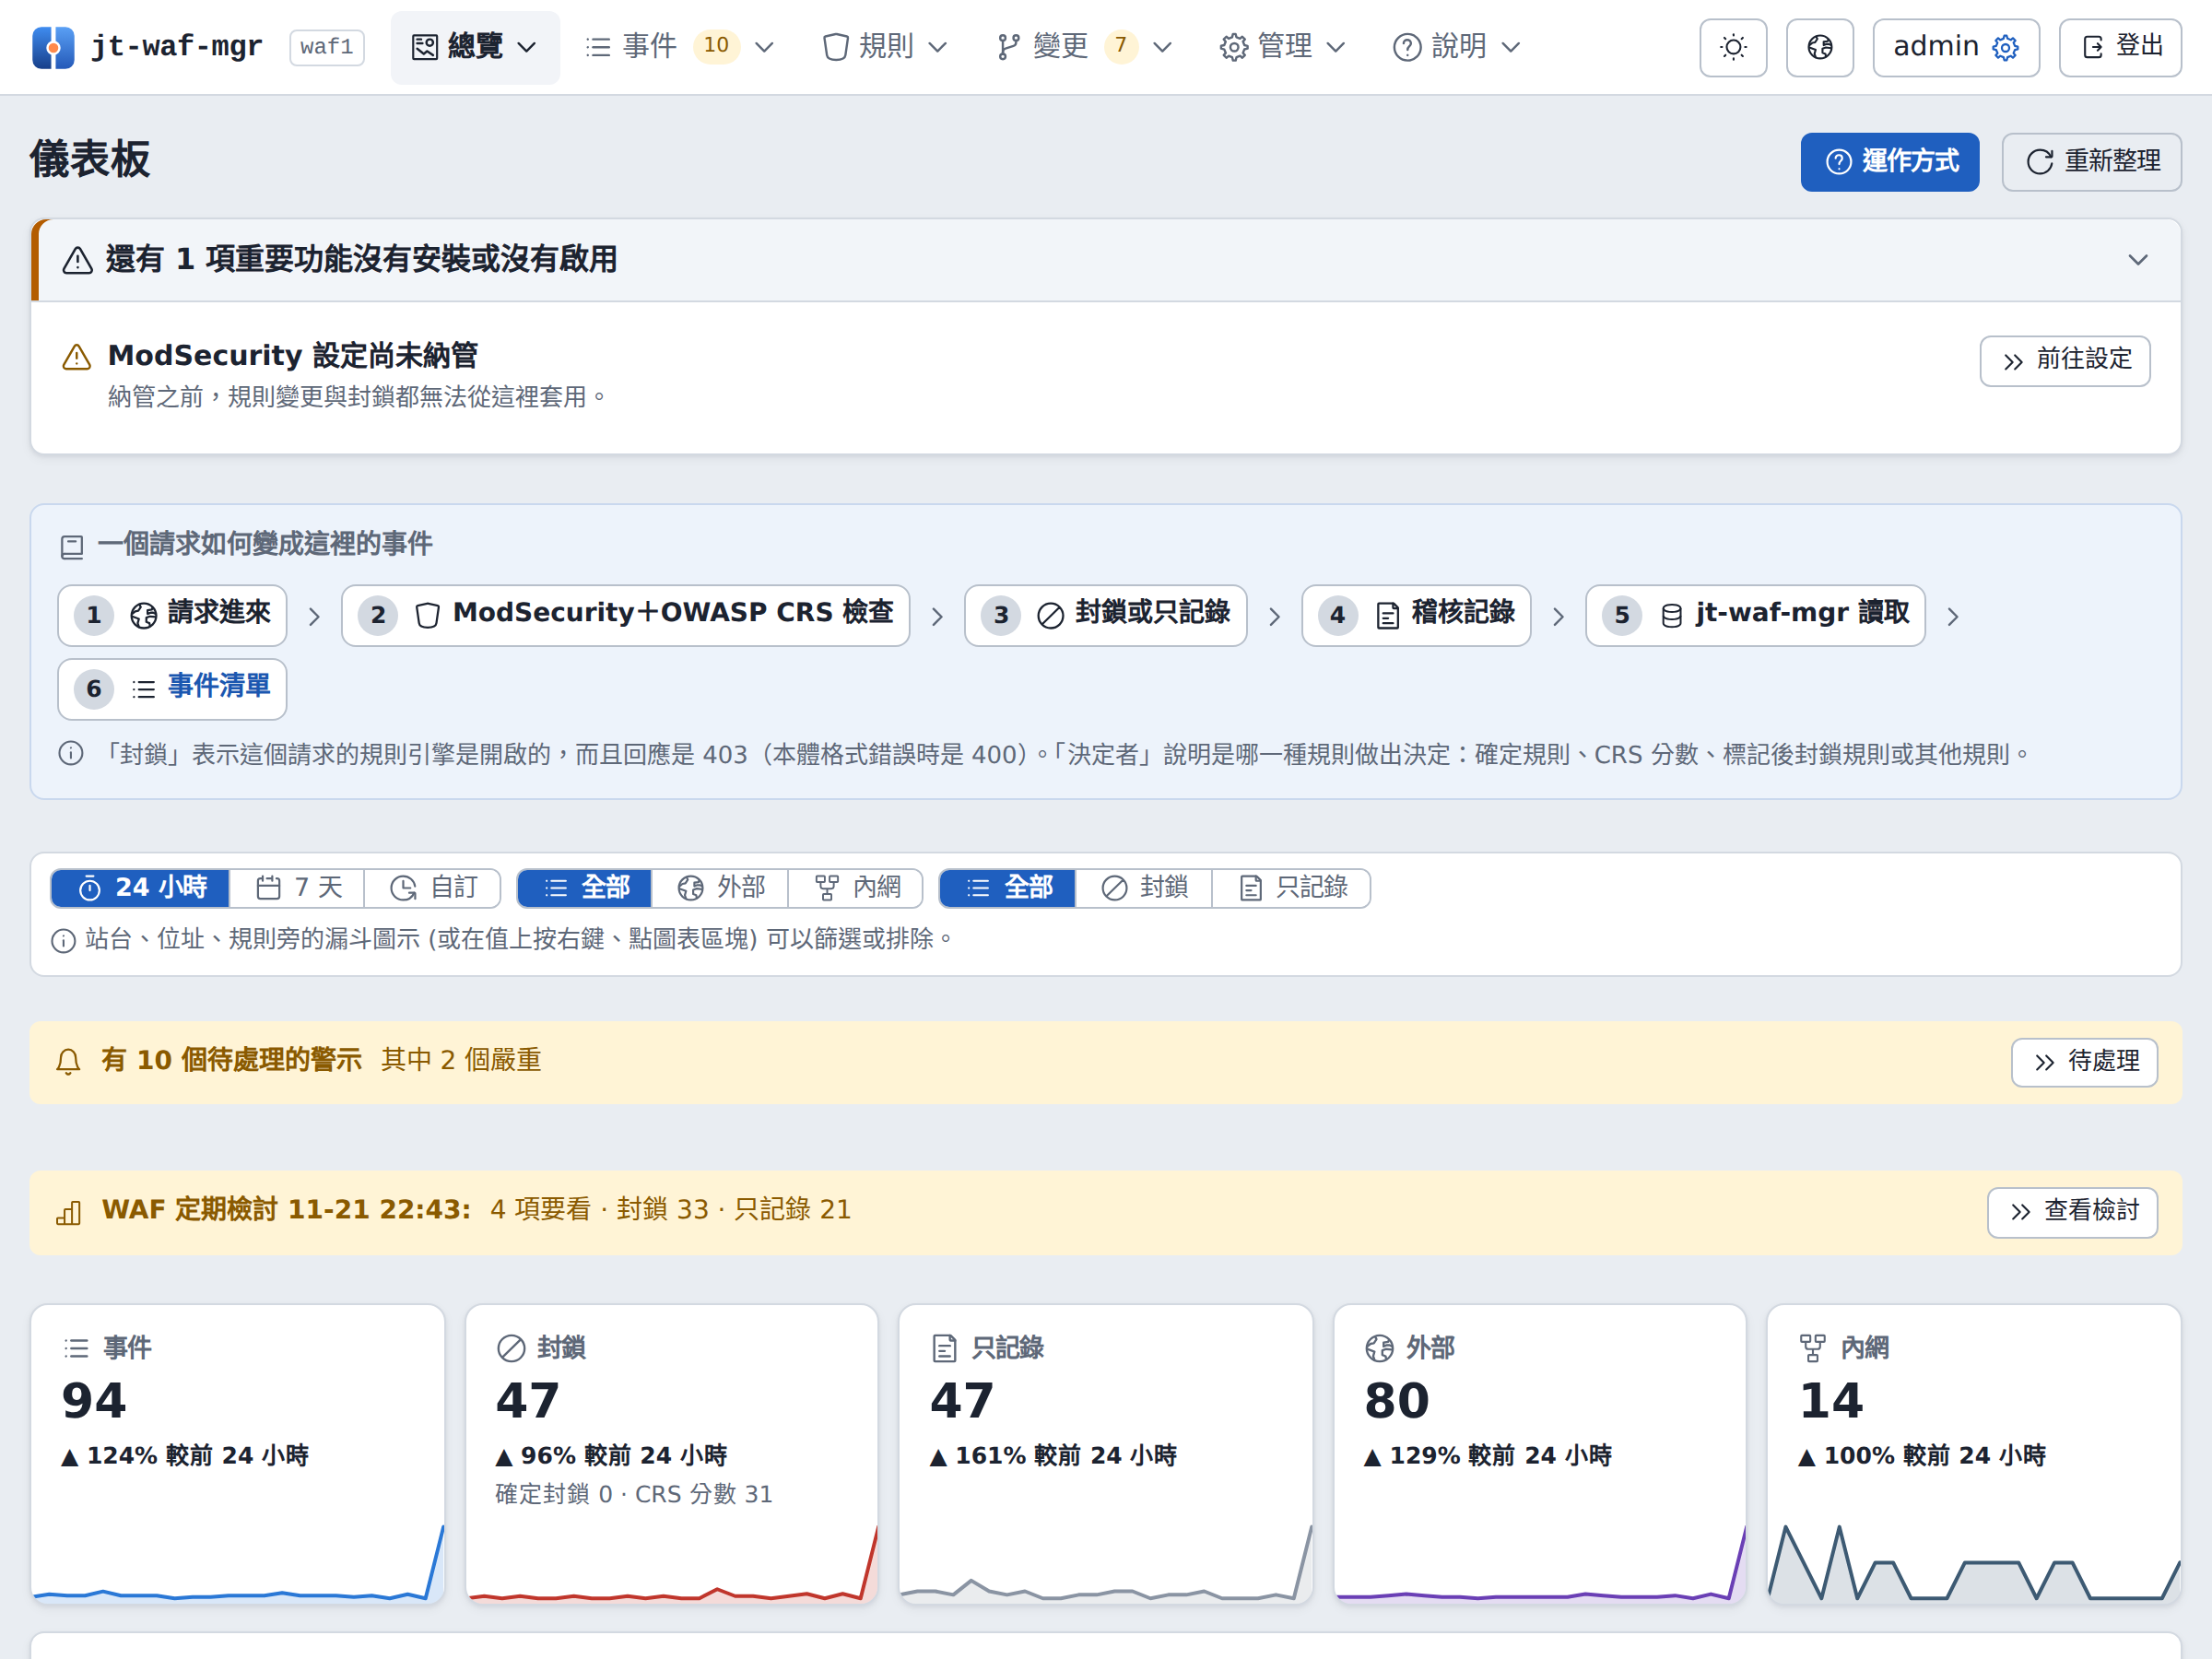 jt-waf-mgr waf1 總覽 事件 10 規則 變更 7 管理 說明 admin 登出
儀表板 運作方式 重新整理
還有 1 項重要功能沒有安裝或沒有啟用
ModSecurity 設定尚未納管 前往設定
納管之前，規則變更與封鎖都無法從這裡套用。
一個請求如何變成這裡的事件
1 請求進來 2 ModSecurity＋OWASP CRS 檢查 3 封鎖或只記錄 4 稽核記錄 5 jt-waf-mgr 讀取
6 事件清單
「封鎖」表示這個請求的規則引擎是開啟的，而且回應是 403（本體格式錯誤時是 400）。「決定者」說明是哪一種規則做出決定：確定規則、CRS 分數、標記後封鎖規則或其他規則。
24 小時 7 天 自訂 全部 外部 內網 全部 封鎖 只記錄
站台、位址、規則旁的漏斗圖示 (或在值上按右鍵、點圖表區塊) 可以篩選或排除。
有 10 個待處理的警示 其中 2 個嚴重 待處理
WAF 定期檢討 11-21 22:43: 4 項要看 · 封鎖 33 · 只記錄 21 查看檢討
事件 封鎖 只記錄 外部 內網
94 47 47 80 14
▲ 124% 較前 24 小時 ▲ 96% 較前 24 小時 ▲ 161% 較前 24 小時 ▲ 129% 較前 24 小時 ▲ 100% 較前 24 小時
確定封鎖 0 · CRS 分數 31